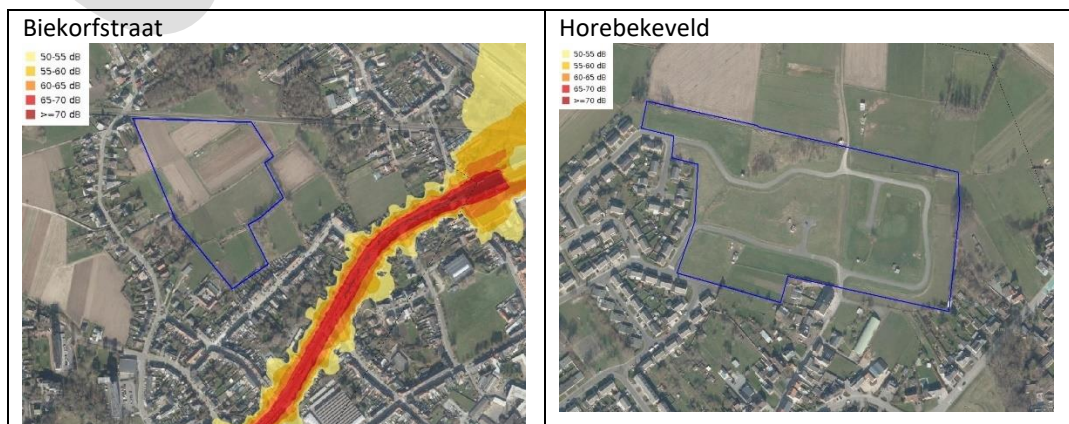 Biekorfstraat
50-55 dB
55-60 dB
60-65 dB
65-70 dB
>=70 dB
Horebekeveld
50-55 dB
55-60 dB
60-65 dB
65-70 dB
>=70 dB